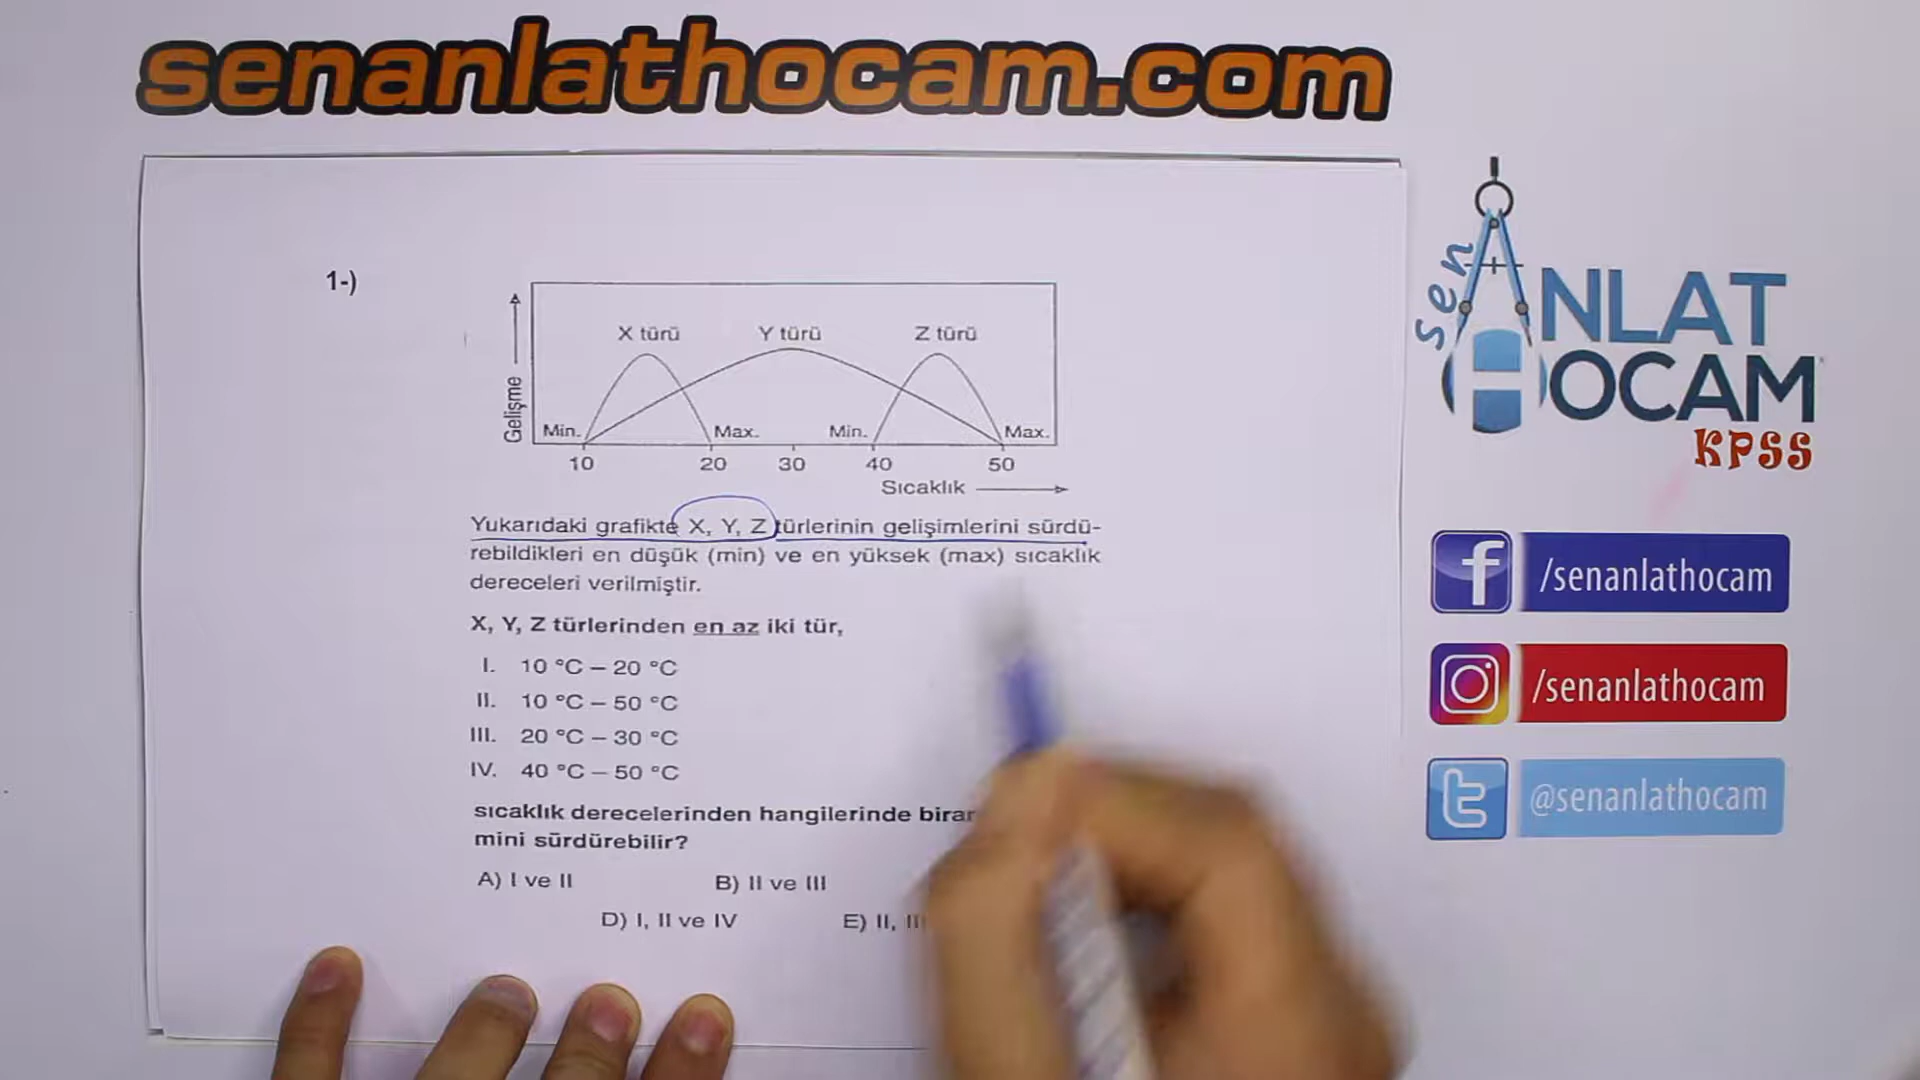 senanlathocam.com
1-)
X türü
Y türü
Z türü
Gelişme
Min.
Max.
Min.
Max.
10
20
30
40
50
Sıcaklık
Yukarıdaki grafikte X, Y, Z türlerinin gelişimlerini sürdü-
rebildikleri en düşük (min) ve en yüksek (max) sıcaklık
dereceleri verilmiştir.
X, Y, Z türlerinden en az iki tür,
I. 10 °C – 20 °C
II. 10 °C – 50 °C
III. 20 °C – 30 °C
IV. 40 °C – 50 °C
sıcaklık derecelerinden hangilerinde
mini sürdürebilir?
A) I ve II
B) II ve III
D) I, II ve IV
E) II,
sen
ANLAT
HOCAM
KPSS
/senanlathocam
/senanlathocam
@senanlathocam